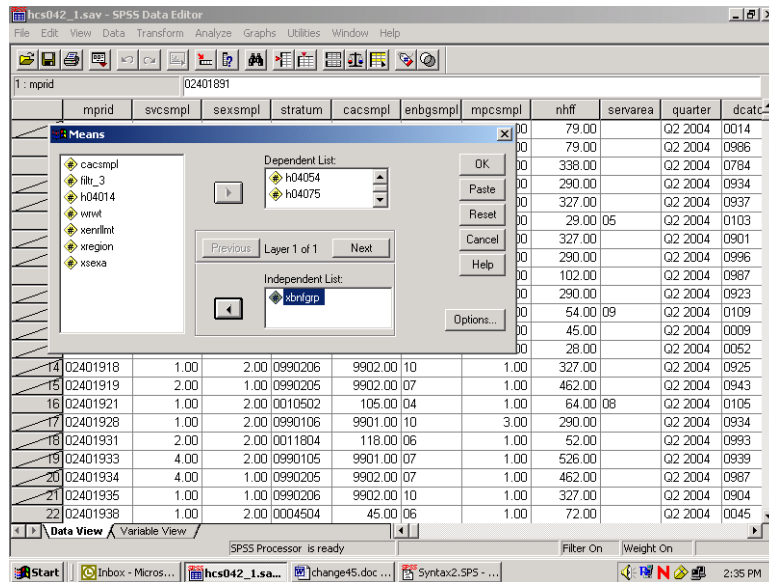 hcs042_1.sav - SPSS Data Editor
File Edit View Data Transform Analyze Graphs Utilities Window Help
1 : mprid 02401891
mprid svcsmpl sexsmpl stratum cacsmpl enbgsmpl mpcsmpl nhff servarea quarter dcatc
79.00 Q2 2004 0014
79.00 Q2 2004 0986
338.00 Q2 2004 0784
290.00 Q2 2004 0934
327.00 Q2 2004 0937
29.00 05 Q2 2004 0103
327.00 Q2 2004 0901
290.00 Q2 2004 0996
102.00 Q2 2004 0987
290.00 Q2 2004 0923
54.00 09 Q2 2004 0109
45.00 Q2 2004 0009
28.00 Q2 2004 0052
Means
cacsmpl
filtr_3
h04014
wrwt
xenrllmt
xregion
xsexa
Dependent List:
h04054
h04075
Previous Layer 1 of 1 Next
Independent List:
xbnfgrp
OK
Paste
Reset
Cancel
Help
Options...
14 02401918 1.00 2.00 0990206 9902.00 10 1.00 327.00 Q2 2004 0925
15 02401919 2.00 1.00 0990205 9902.00 07 1.00 462.00 Q2 2004 0943
16 02401921 1.00 2.00 0010502 105.00 04 1.00 64.00 08 Q2 2004 0105
17 02401928 1.00 2.00 0990106 9901.00 10 3.00 290.00 Q2 2004 0934
18 02401931 2.00 2.00 0011804 118.00 06 1.00 52.00 Q2 2004 0993
19 02401933 4.00 2.00 0990105 9901.00 07 1.00 526.00 Q2 2004 0939
20 02401934 4.00 1.00 0990205 9902.00 07 1.00 462.00 Q2 2004 0987
21 02401935 1.00 1.00 0990206 9902.00 10 1.00 327.00 Q2 2004 0904
22 02401938 1.00 2.00 0004504 45.00 06 1.00 72.00 Q2 2004 0045
Data View Variable View
SPSS Processor is ready Filter On Weight On
Start Inbox - Micros... hcs042_1.sa... change45.doc ... Syntax2.SPS - ... 2:35 PM